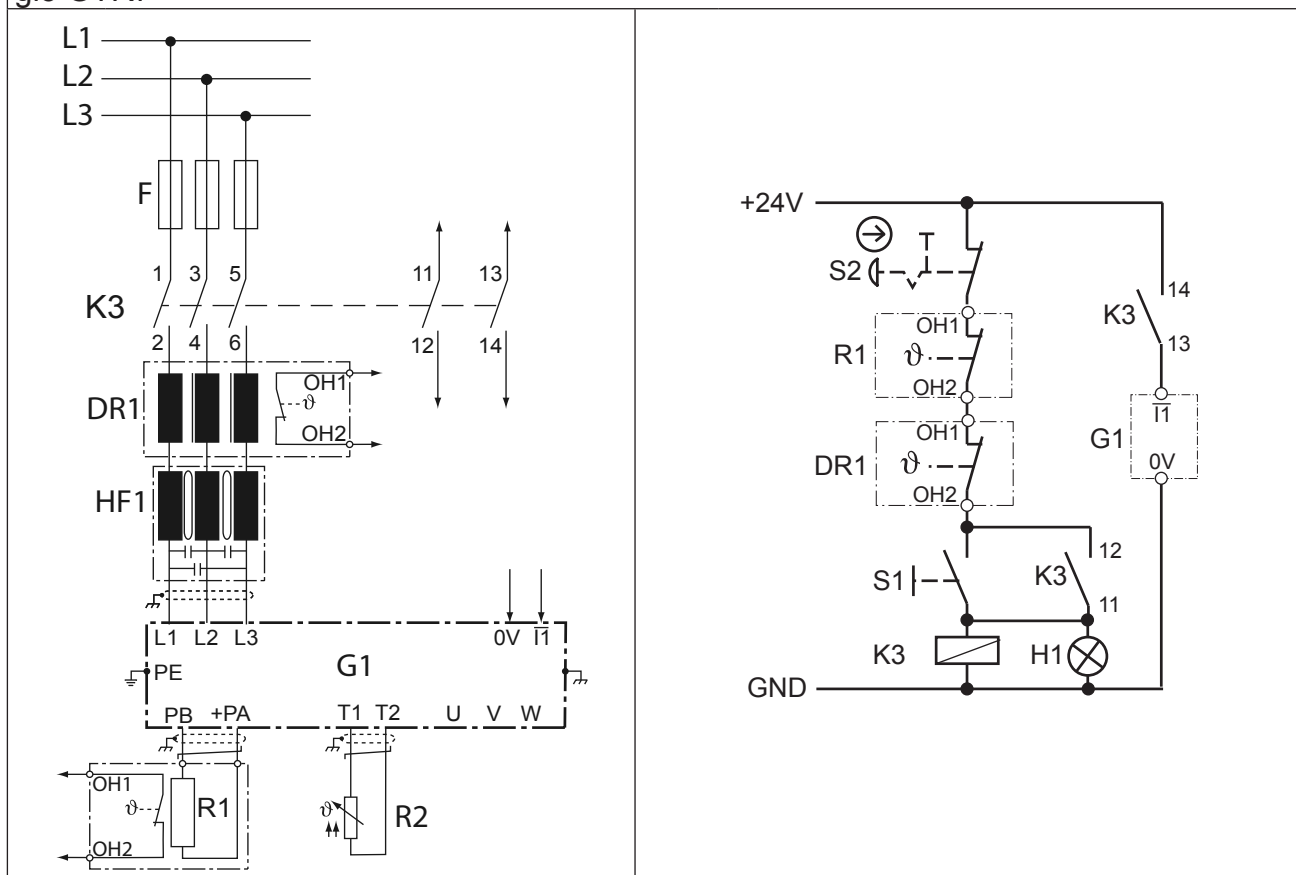 L1
L2
L3
F
1 3 5 11 13
K3
2 4 6 12 14
DR1
OH1
ϑ
OH2
HF1
L1 L2 L3 0V I1
PE
G1
PB +PA T1 T2 U V W
OH1
ϑ
R1
OH2
ϑ
R2
+24V
S2
14
K3
13
OH1
R1
ϑ
OH2
I1
G1
0V
OH1
DR1
ϑ
OH2
12
S1
K3
11
K3
H1
GND